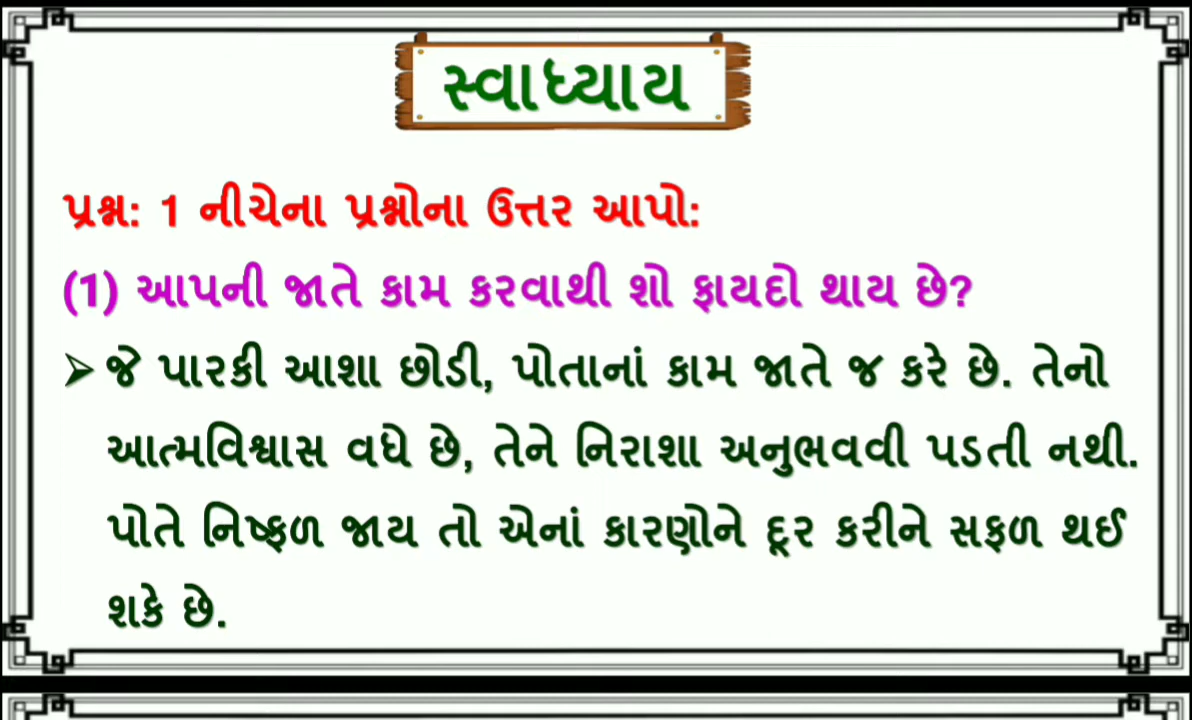 સ્વાધ્યાય
પ્રશ્ન: 1 નીચેના પ્રશ્નોના ઉત્તર આપો:
(1) આપની જાતે કામ કરવાથી શો ફાયદો થાય છે?
➢ જે પારકી આશા છોડી, પોતાનાં કામ જાતે જ કરે છે. તેનો
આત્મવિશ્વાસ વધે છે, તેને નિરાશા અનુભવવી પડતી નથી.
પોતે નિષ્ફળ જાય તો એનાં કારણોને દૂર કરીને સફળ થઈ
શકે છે.